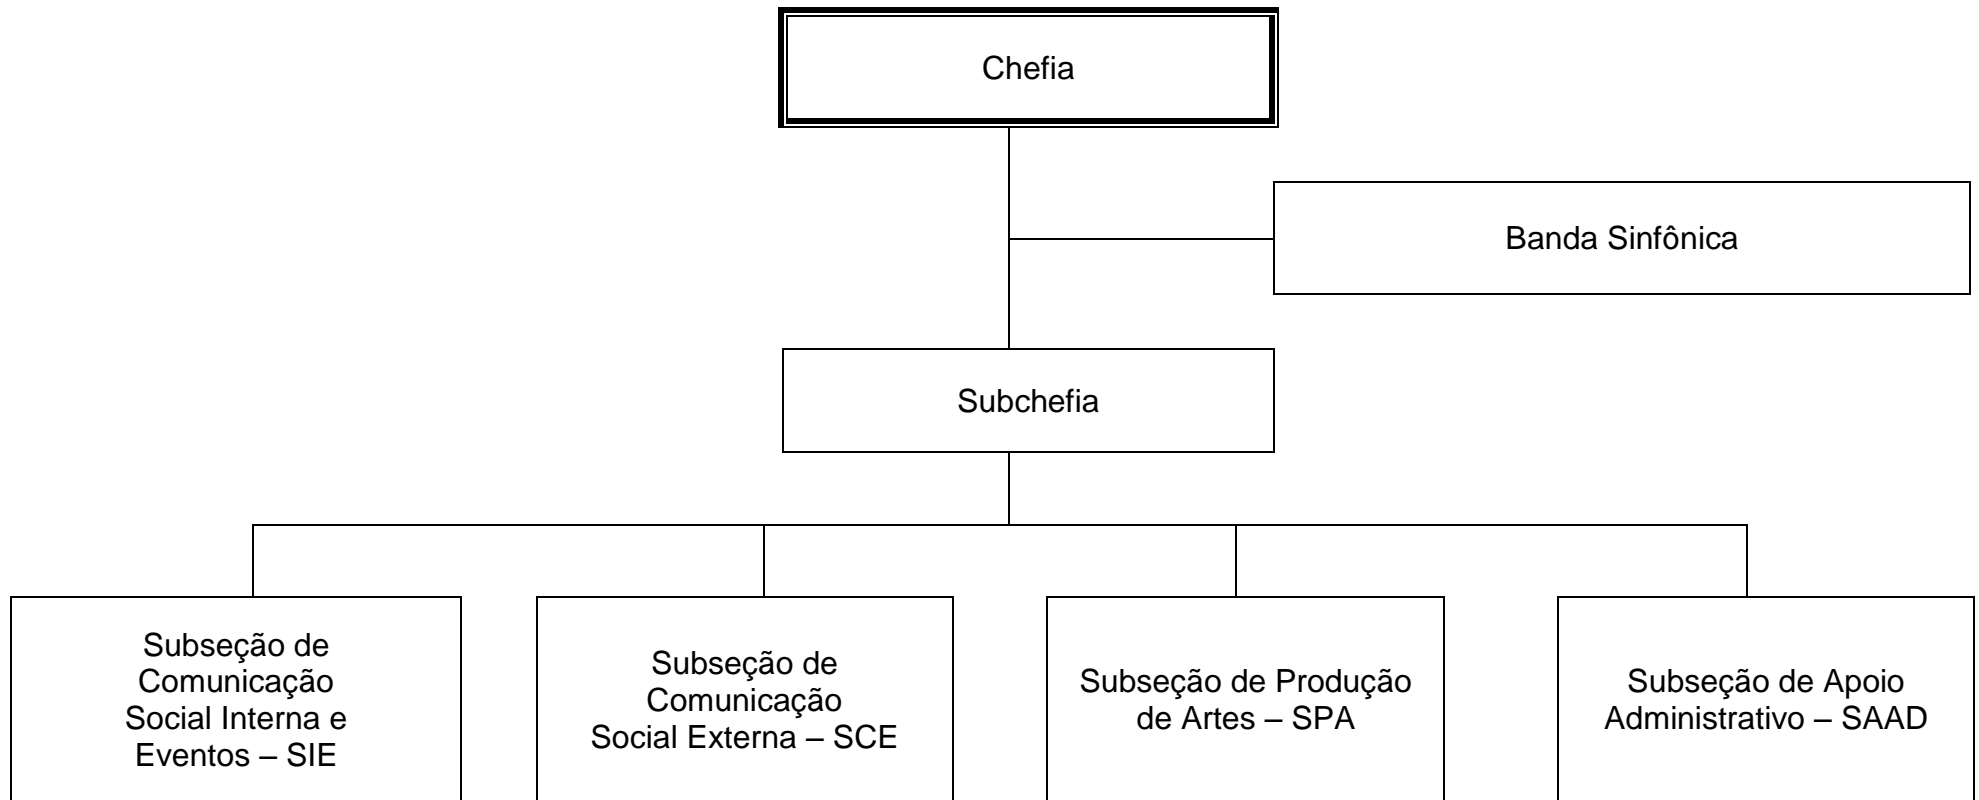 Chefia
Banda Sinfônica
Subchefia
Subseção de
Comunicação
Social Interna e
Eventos – SIE
Subseção de
Comunicação
Social Externa – SCE
Subseção de Produção
de Artes – SPA
Subseção de Apoio
Administrativo – SAAD